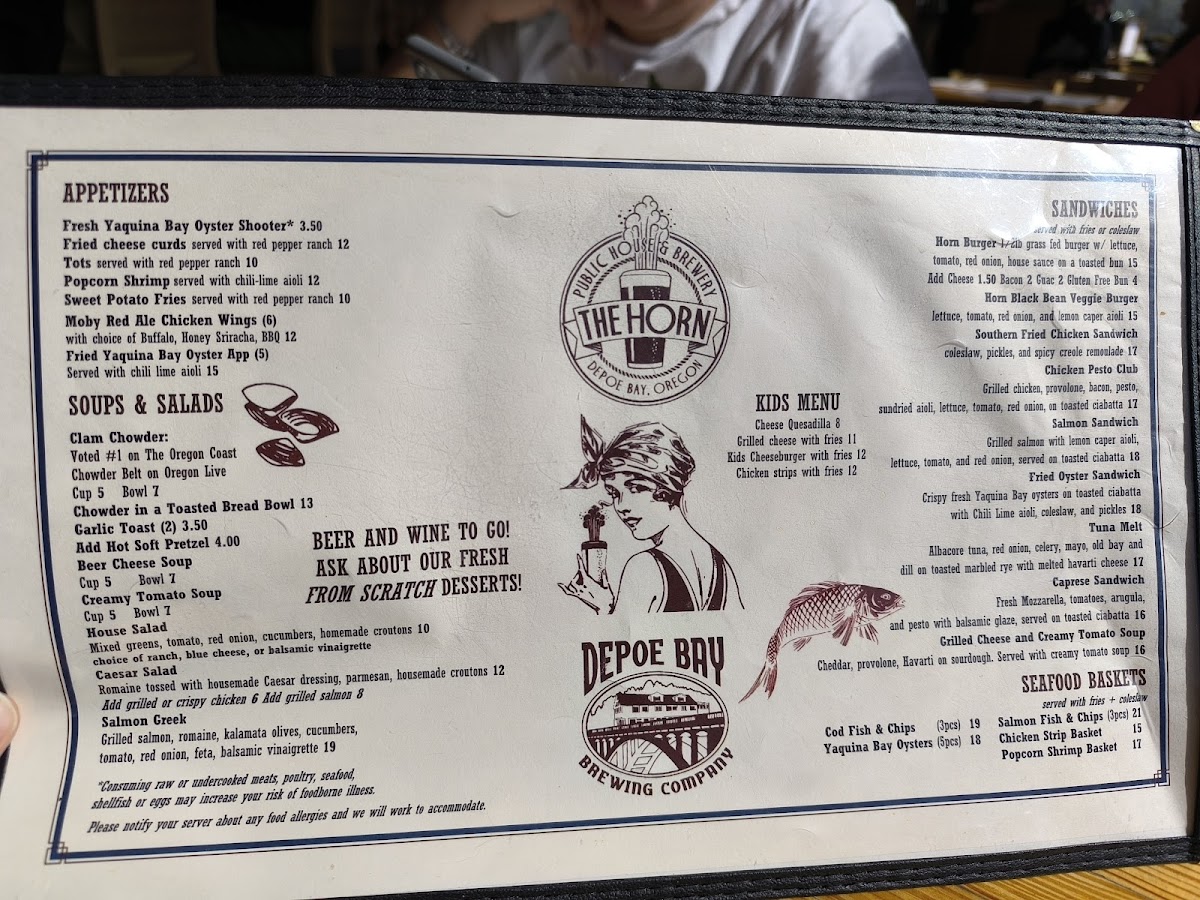 APPETIZERS
Fresh Yaquina Bay Oyster Shooter* 3.50
Fried cheese curds served with red pepper ranch 12
Tots served with red pepper ranch 10
Popcorn Shrimp served with chili-lime aioli 12
Sweet Potato Fries served with red pepper ranch 10
Moby Red Ale Chicken Wings (6)
with choice of Buffalo, Honey Sriracha, BBQ 12
Fried Yaquina Bay Oyster App (5)
Served with chili lime aioli 15
SOUPS & SALADS
Clam Chowder:
Voted #1 on The Oregon Coast
Chowder Belt on Oregon Live
Cup 5 Bowl 7
Chowder in a Toasted Bread Bowl 13
Garlic Toast (2) 3.50
Add Hot Soft Pretzel 4.00
Beer Cheese Soup
Cup 5 Bowl 7
Creamy Tomato Soup
Cup 5 Bowl 7
House Salad
Mixed greens, tomato, red onion, cucumbers, homemade croutons 10
choice of ranch, blue cheese, or balsamic vinaigrette
Caesar Salad
Romaine tossed with housemade Caesar dressing, parmesan, housemade croutons 12
Add grilled or crispy chicken 6 Add grilled salmon 8
Salmon Greek
Grilled salmon, romaine, kalamata olives, cucumbers,
tomato, red onion, feta, balsamic vinaigrette 19
*Consuming raw or undercooked meats, poultry, seafood,
shellfish or eggs may increase your risk of foodborne illness.
Please notify your server about any food allergies and we will work to accommodate.
BEER AND WINE TO GO!
ASK ABOUT OUR FRESH
FROM SCRATCH DESSERTS!
PUBLIC HOUSE & BREWERY
THE HORN
DEPOE BAY, OREGON
KIDS MENU
Cheese Quesadilla 8
Grilled cheese with fries 11
Kids Cheeseburger with fries 12
Chicken strips with fries 12
DEPOE BAY
BREWING COMPANY
SANDWICHES
served with fries or coleslaw
Horn Burger 1/2lb grass fed burger w/ lettuce,
tomato, red onion, house sauce on a toasted bun 15
Add Cheese 1.50 Bacon 2 Guac 2 Gluten Free Bun 4
Horn Black Bean Veggie Burger
lettuce, tomato, red onion, and lemon caper aioli 15
Southern Fried Chicken Sandwich
coleslaw, pickles, and spicy creole remoulade 17
Chicken Pesto Club
Grilled chicken, provolone, bacon, pesto,
sundried aioli, lettuce, tomato, red onion, on toasted ciabatta 17
Salmon Sandwich
Grilled salmon with lemon caper aioli,
lettuce, tomato, and red onion, served on toasted ciabatta 18
Fried Oyster Sandwich
Crispy fresh Yaquina Bay oysters on toasted ciabatta
with Chili Lime aioli, coleslaw, and pickles 18
Tuna Melt
Albacore tuna, red onion, celery, mayo, old bay and
dill on toasted marbled rye with melted havarti cheese 17
Caprese Sandwich
Fresh Mozzarella, tomatoes, arugula,
and pesto with balsamic glaze, served on toasted ciabatta 16
Grilled Cheese and Creamy Tomato Soup
Cheddar, provolone, Havarti on sourdough. Served with creamy tomato soup 16
SEAFOOD BASKETS
served with fries + coleslaw
Cod Fish & Chips (3pcs) 19
Yaquina Bay Oysters (5pcs) 18
Salmon Fish & Chips (3pcs) 21
Chicken Strip Basket 15
Popcorn Shrimp Basket 17